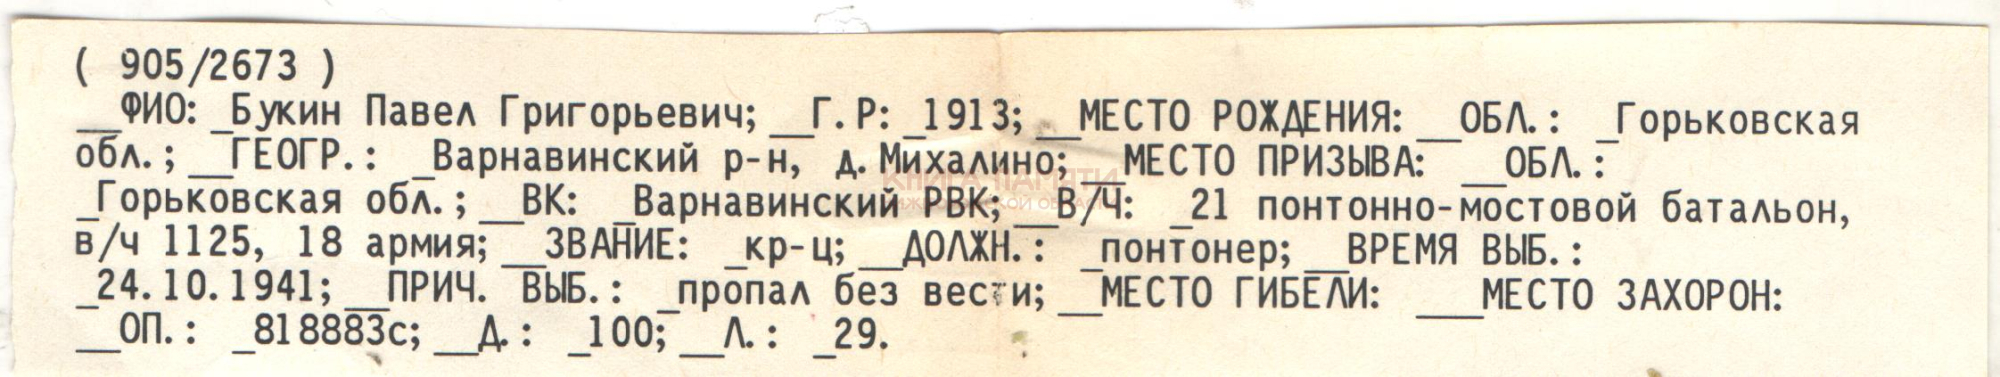 ( 905/2673 )
__ФИО: _Букин Павел Григорьевич; __Г.Р: _1913; __МЕСТО РОЖДЕНИЯ: __ОБЛ.: _Горьковская
обл.; __ГЕОГР.: _Варнавинский р-н, д.Михалино; __МЕСТО ПРИЗЫВА: __ОБЛ.:
_Горьковская обл.; __ВК: _Варнавинский РВК; __В/Ч: _21 понтонно-мостовой батальон,
в/ч 1125, 18 армия; __ЗВАНИЕ: _кр-ц; __ДОЛЖН.: _понтонер; __ВРЕМЯ ВЫБ.:
_24.10.1941; __ПРИЧ. ВЫБ.: _пропал без вести; __МЕСТО ГИБЕЛИ: ___МЕСТО ЗАХОРОН:
__ОП.: _818883с; __Д.: _100; __Л.: _29.
КНИГА ПАМЯТИ